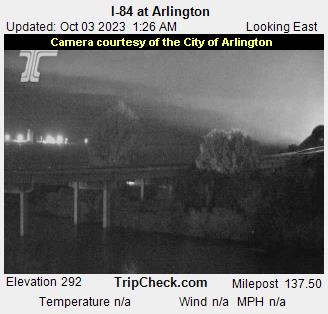 I-84 at Arlington
Updated: Oct 03 2023 1:26 AM Looking East
Camera courtesy of the City of Arlington
Elevation 292 TripCheck.com Milepost 137.50
Temperature n/a Wind n/a MPH n/a